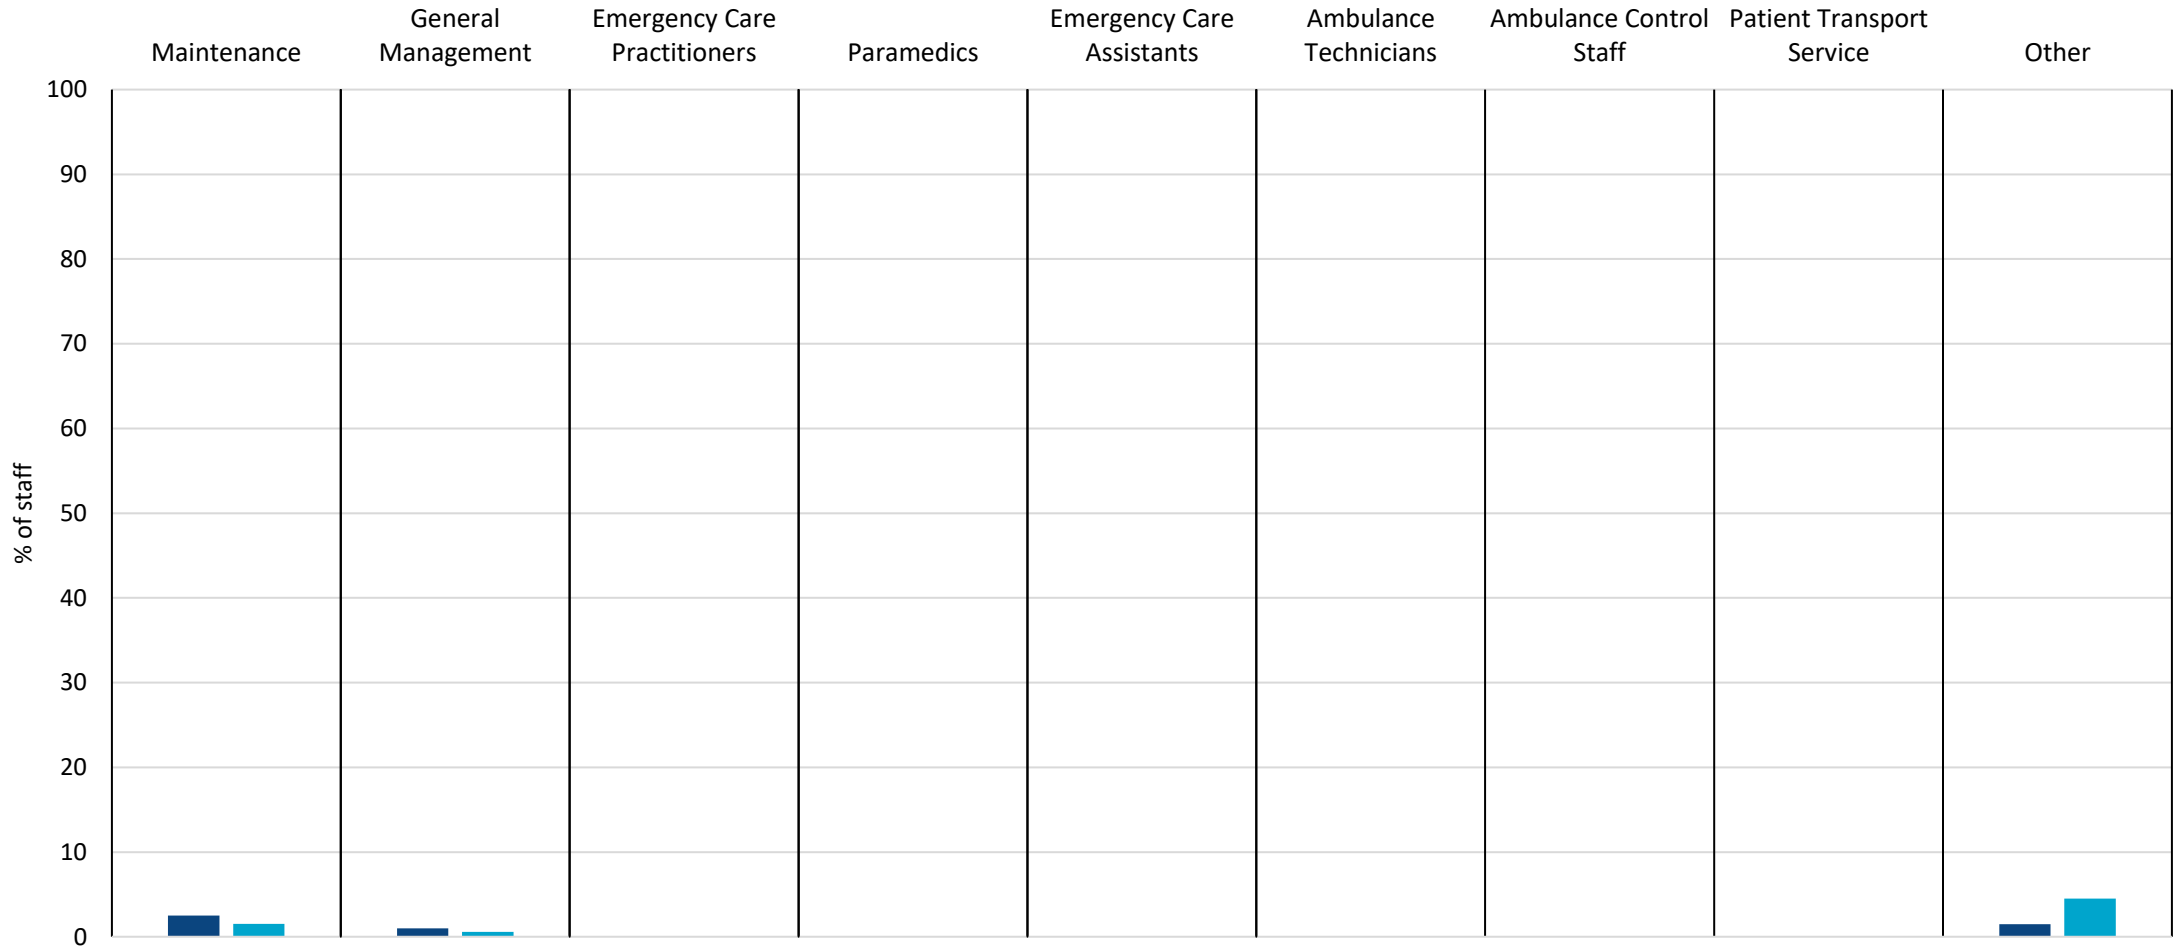 Maintenance
General
Management
Emergency Care
Practitioners
Paramedics
Emergency Care
Assistants
Ambulance
Technicians
Ambulance Control
Staff
Patient Transport
Service
Other
100
90
80
70
60
50
40
30
20
10
0
% of staff